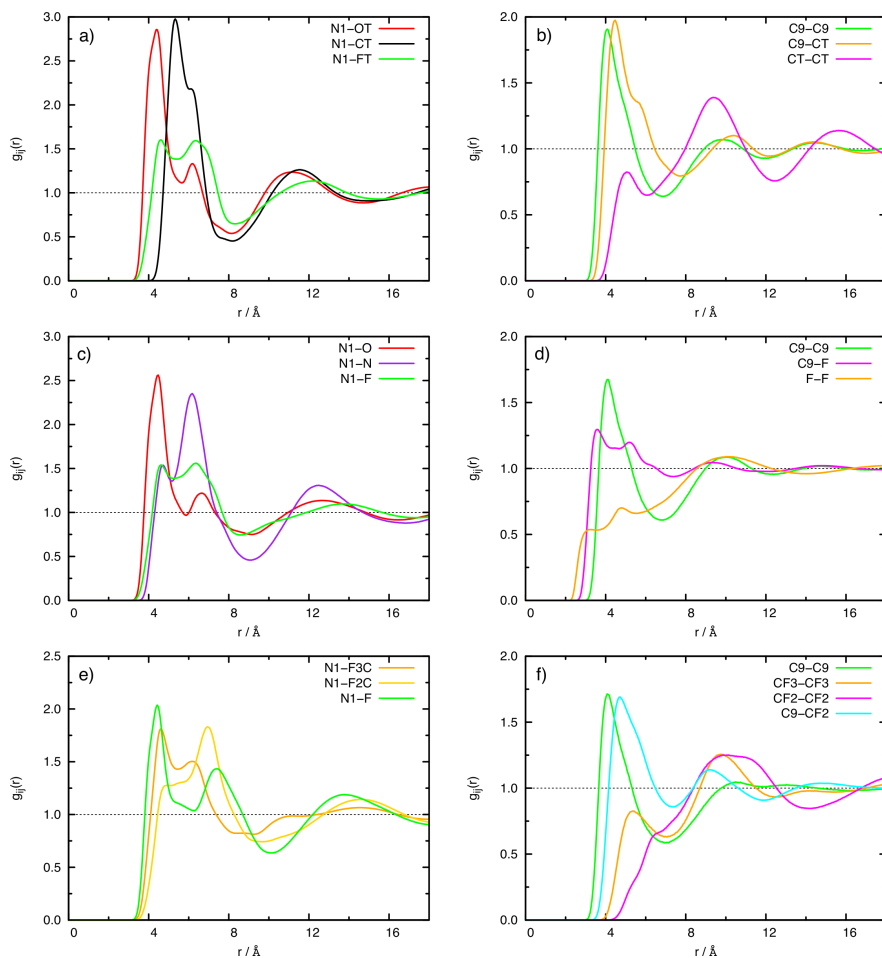 a)
N1−OT
N1−CT
N1−FT
3.0
2.5
2.0
1.5
1.0
0.5
0.0
gij(r)
0 4 8 12 16
r / Å
b)
C9−C9
C9−CT
CT−CT
2.0
1.5
1.0
0.5
0.0
gij(r)
0 4 8 12 16
r / Å
c)
N1−O
N1−N
N1−F
3.0
2.5
2.0
1.5
1.0
0.5
0.0
gij(r)
0 4 8 12 16
r / Å
d)
C9−C9
C9−F
F−F
2.0
1.5
1.0
0.5
0.0
gij(r)
0 4 8 12 16
r / Å
e)
N1−F3C
N1−F2C
N1−F
2.5
2.0
1.5
1.0
0.5
0.0
gij(r)
0 4 8 12 16
r / Å
f)
C9−C9
CF3−CF3
CF2−CF2
C9−CF2
2.0
1.5
1.0
0.5
0.0
gij(r)
0 4 8 12 16
r / Å